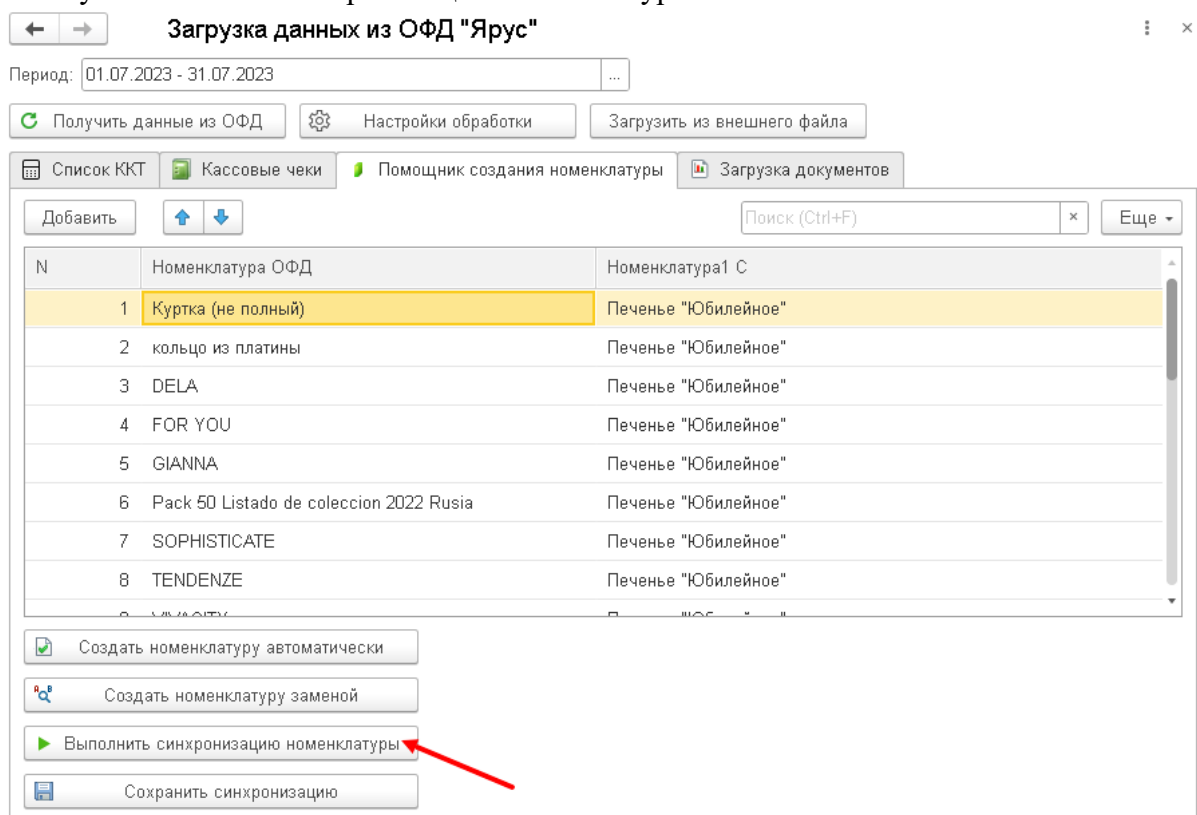 Загрузка данных из ОФД "Ярус"
Период: 01.07.2023 - 31.07.2023 ...
Получить данные из ОФД Настройки обработки Загрузить из внешнего файла
Список ККТ Кассовые чеки Помощник создания номенклатуры Загрузка документов
Добавить Поиск (Ctrl+F) × Еще
N Номенклатура ОФД Номенклатура1 С
1 Куртка (не полный) Печенье "Юбилейное"
2 кольцо из платины Печенье "Юбилейное"
3 DELA Печенье "Юбилейное"
4 FOR YOU Печенье "Юбилейное"
5 GIANNA Печенье "Юбилейное"
6 Pack 50 Listado de coleccion 2022 Rusia Печенье "Юбилейное"
7 SOPHISTICATE Печенье "Юбилейное"
8 TENDENZE Печенье "Юбилейное"
Создать номенклатуру автоматически
Создать номенклатуру заменой
Выполнить синхронизацию номенклатуры
Сохранить синхронизацию